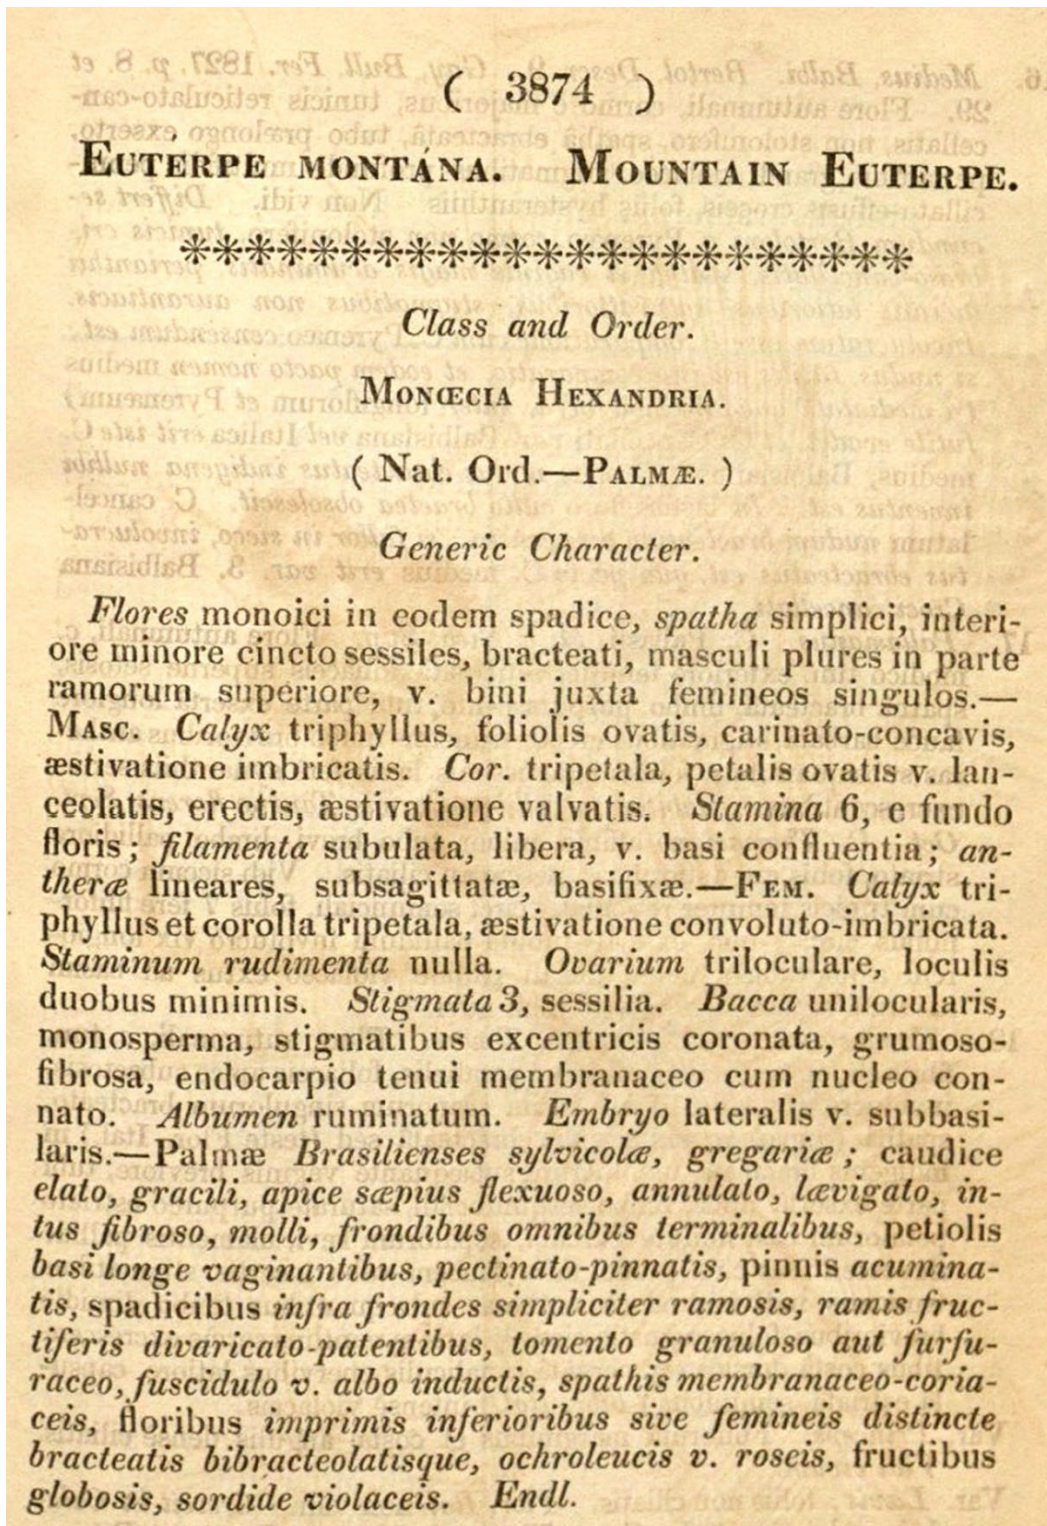 ( 3874 )
EUTÉRPE MONTÁNA. MOUNTAIN EUTERPE.
✻✻✻✻✻✻✻✻✻✻✻✻✻✻✻✻✻✻✻✻✻✻✻
Class and Order.
MONŒCIA HEXANDRIA.
( Nat. Ord.—PALMÆ. )
Generic Character.
Flores monoici in eodem spadice, spatha simplici, interi-
ore minore cincto sessiles, bracteati, masculi plures in parte
ramorum superiore, v. bini juxta femineos singulos.—
MASC. Calyx triphyllus, foliolis ovatis, carinato-concavis,
æstivatione imbricatis. Cor. tripetala, petalis ovatis v. lan-
ceolatis, erectis, æstivatione valvatis. Stamina 6, e fundo
floris; filamenta subulata, libera, v. basi confluentia; an-
theræ lineares, subsagittatæ, basifixæ.—FEM. Calyx tri-
phyllus et corolla tripetala, æstivatione convoluto-imbricata.
Staminum rudimenta nulla. Ovarium triloculare, loculis
duobus minimis. Stigmata 3, sessilia. Bacca unilocularis,
monosperma, stigmatibus excentricis coronata, grumoso-
fibrosa, endocarpio tenui membranaceo cum nucleo con-
nato. Albumen ruminatum. Embryo lateralis v. subbasi-
laris.—Palmæ Brasilienses sylvicolæ, gregariæ; caudice
elato, gracili, apice sæpius flexuoso, annulato, lævigato, in-
tus fibroso, molli, frondibus omnibus terminalibus, petiolis
basi longe vaginantibus, pectinato-pinnatis, pinnis acumina-
tis, spadicibus infra frondes simpliciter ramosis, ramis fruc-
tiferis divaricato-patentibus, tomento granuloso aut furfu-
raceo, fuscidulo v. albo inductis, spathis membranaceo-coria-
ceis, floribus imprimis inferioribus sive femineis distincte
bracteatis bibracteolatisque, ochroleucis v. roseis, fructibus
globosis, sordide violaceis. Endl.